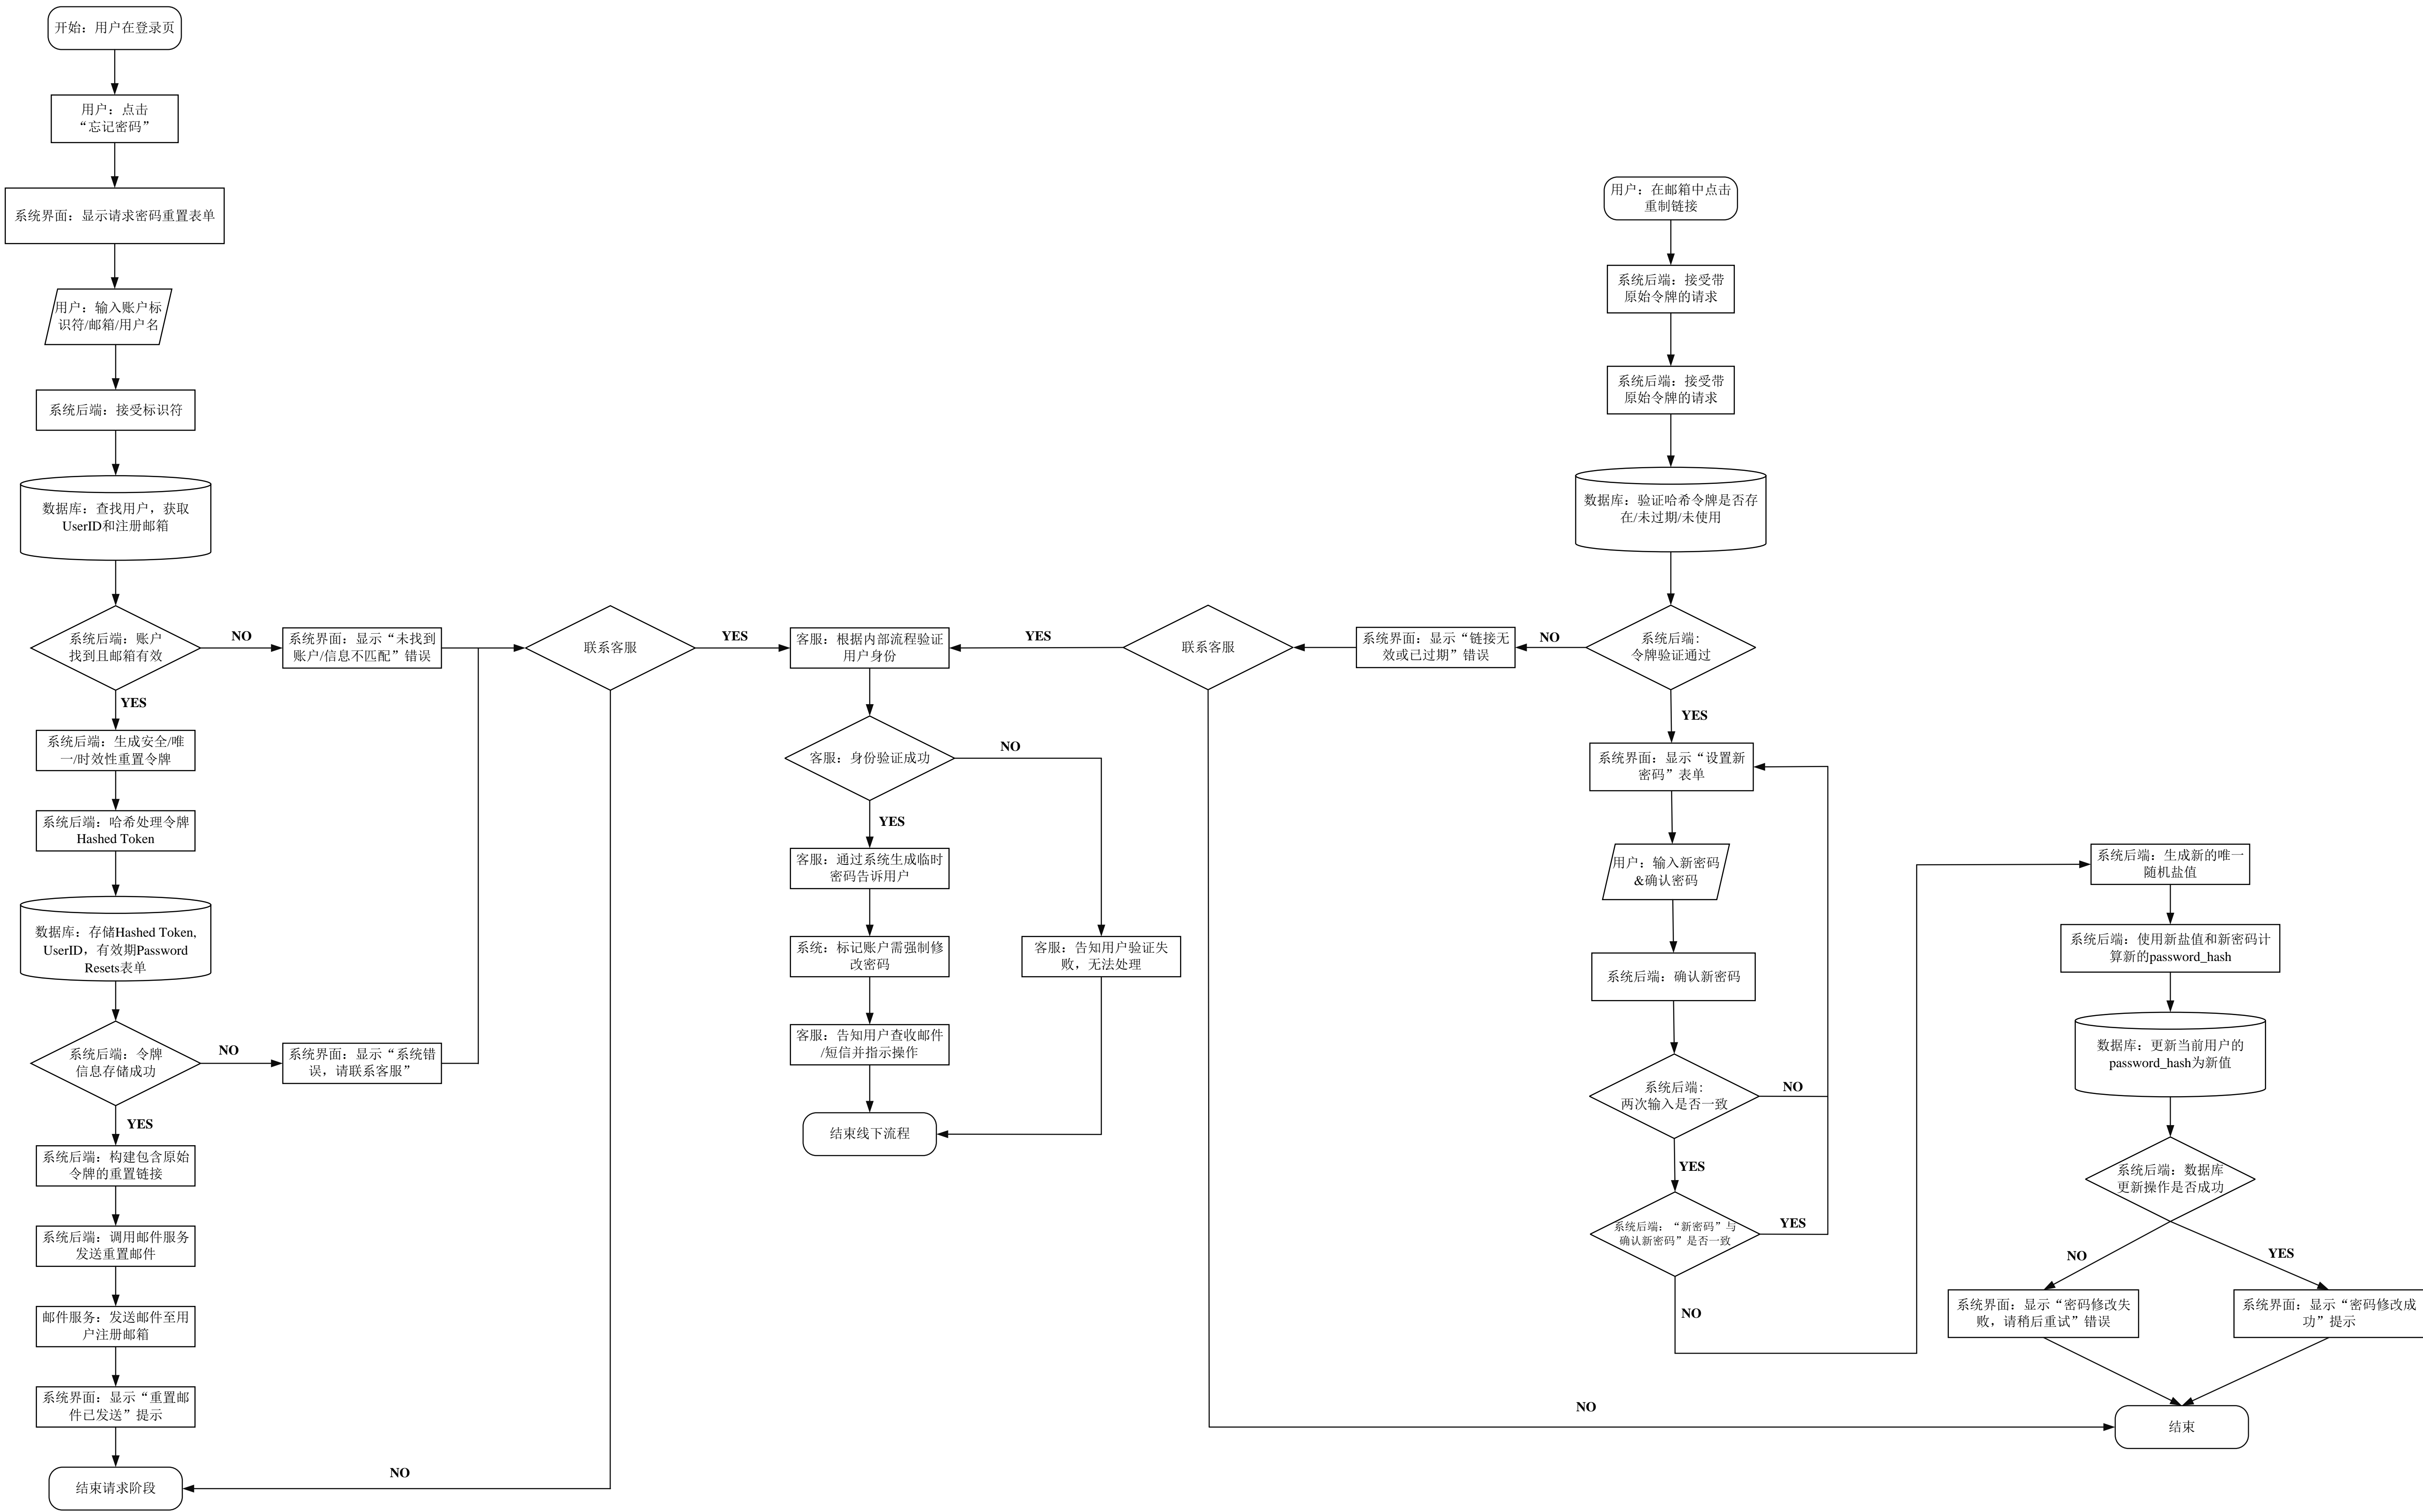 开始：用户在登录页
用户：点击
“忘记密码”
系统界面：显示请求密码重置表单
用户：输入账户标
识符/邮箱/用户名
系统后端：接受标识符
数据库：查找用户，获取
UserID和注册邮箱
系统后端：账户
找到且邮箱有效
NO
YES
系统界面：显示“未找到
账户/信息不匹配”错误
系统后端：生成安全/唯
一/时效性重置令牌
系统后端：哈希处理令牌
Hashed Token
数据库：存储Hashed Token,
UserID，有效期Password
Resets表单
系统后端：令牌
信息存储成功
NO
YES
系统界面：显示“系统错
误，请联系客服”
系统后端：构建包含原始
令牌的重置链接
系统后端：调用邮件服务
发送重置邮件
邮件服务：发送邮件至用
户注册邮箱
系统界面：显示“重置邮
件已发送”提示
结束请求阶段
联系客服
YES
NO
客服：根据内部流程验证
用户身份
客服：身份验证成功
NO
YES
客服：通过系统生成临时
密码告诉用户
系统：标记账户需强制修
改密码
客服：告知用户查收邮件
/短信并指示操作
结束线下流程
客服：告知用户验证失
败，无法处理
YES
联系客服
NO
用户：在邮箱中点击
重制链接
系统后端：接受带
原始令牌的请求
系统后端：接受带
原始令牌的请求
数据库：验证哈希令牌是否存
在/未过期/未使用
系统后端：
令牌验证通过
NO
系统界面：显示“链接无
效或已过期”错误
YES
系统界面：显示“设置新
密码”表单
用户：输入新密码
&确认密码
系统后端：确认新密码
系统后端：
两次输入是否一致
NO
YES
系统后端：“新密码”与
确认新密码”是否一致
YES
NO
系统后端：生成新的唯一
随机盐值
系统后端：使用新盐值和新密码计
算新的password_hash
数据库：更新当前用户的
password_hash为新值
系统后端：数据库
更新操作是否成功
NO
YES
系统界面：显示“密码修改失
败，请稍后重试”错误
系统界面：显示“密码修改成
功”提示
结束